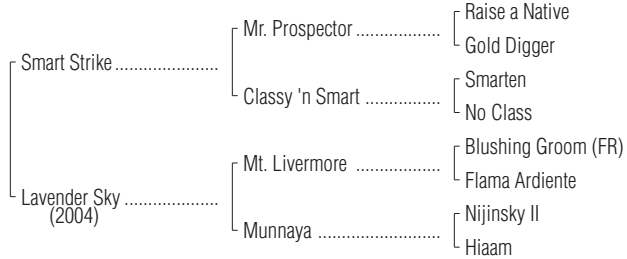 Raise a Native
Mr. Prospector ..................
Gold Digger
Smart Strike ......................
Smarten
Classy 'n Smart ................
No Class
Blushing Groom (FR)
Mt. Livermore ..................
Flama Ardiente
Lavender Sky ....................
(2004)
Nijinsky II
Munnaya ..........................
Hiaam